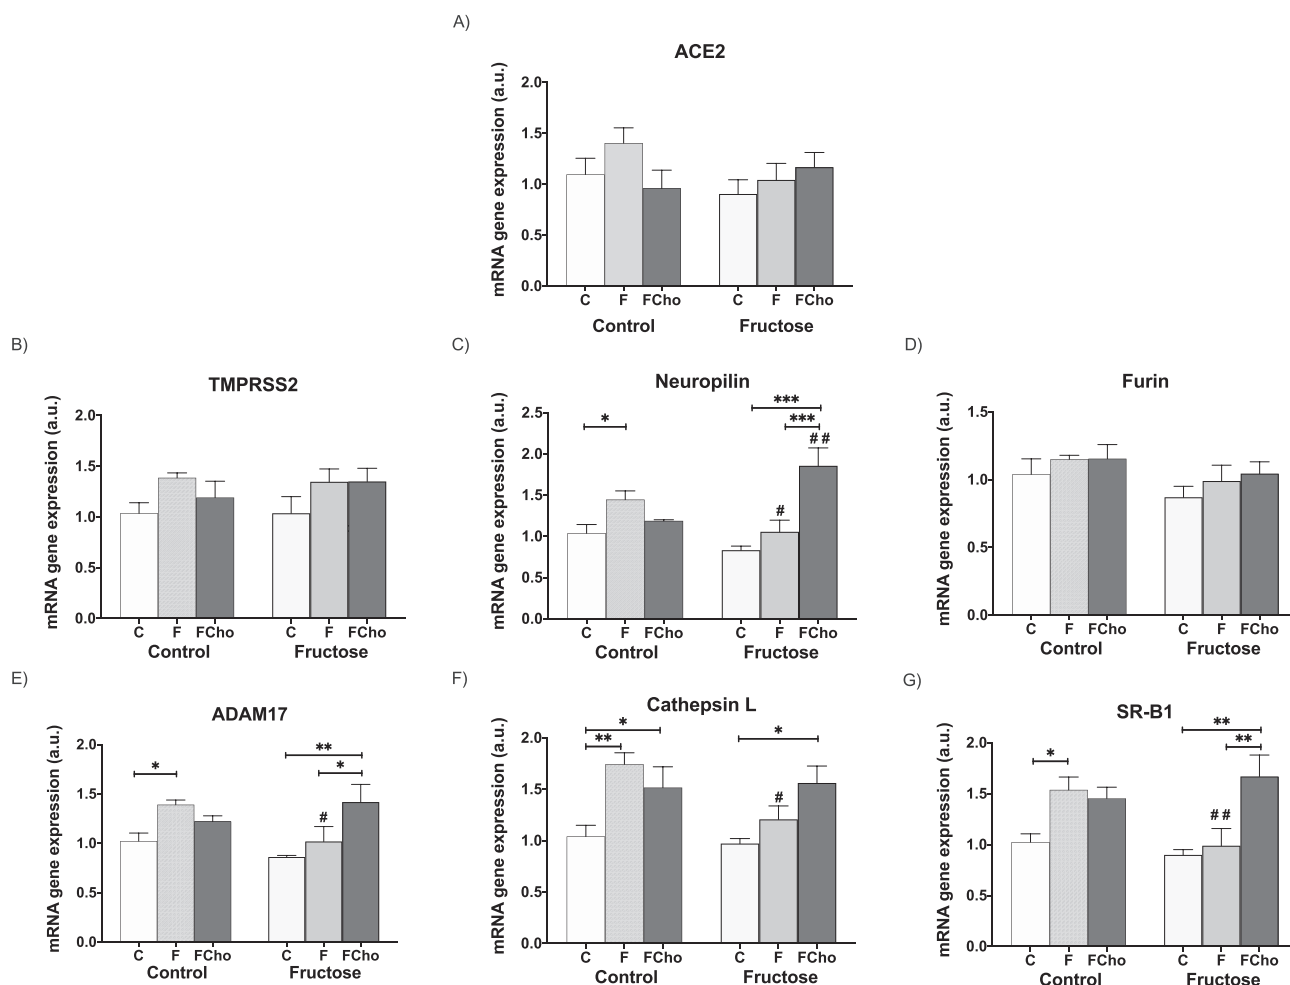 A)
ACE2
mRNA gene expression (a.u.)
2.0
1.5
1.0
0.5
0.0
C F FCho C F FCho
Control Fructose
B)
TMPRSS2
mRNA gene expression (a.u.)
2.0
1.5
1.0
0.5
0.0
C F FCho C F FCho
Control Fructose
C)
Neuropilin
mRNA gene expression (a.u.)
2.5
2.0
1.5
1.0
0.5
0.0
*
***
***
##
#
C F FCho C F FCho
Control Fructose
D)
Furin
mRNA gene expression (a.u.)
1.5
1.0
0.5
0.0
C F FCho C F FCho
Control Fructose
E)
ADAM17
mRNA gene expression (a.u.)
2.0
1.5
1.0
0.5
0.0
*
**
*
#
C F FCho C F FCho
Control Fructose
F)
Cathepsin L
mRNA gene expression (a.u.)
2.0
1.5
1.0
0.5
0.0
*
**
*
#
C F FCho C F FCho
Control Fructose
G)
SR-B1
mRNA gene expression (a.u.)
2.0
1.5
1.0
0.5
0.0
*
**
**
##
C F FCho C F FCho
Control Fructose